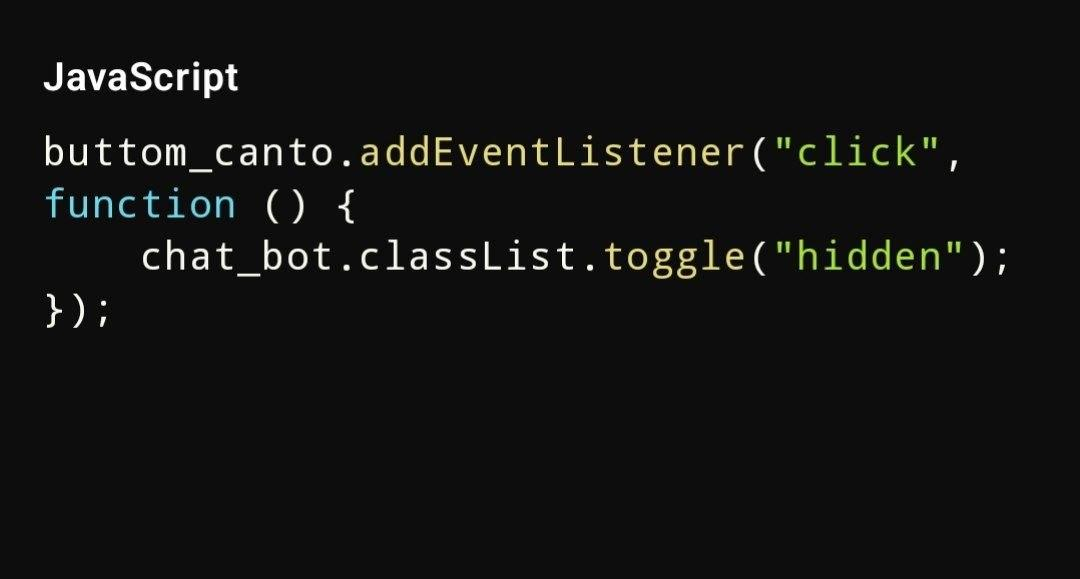 JavaScript
buttom_canto.addEventListener("click",
function () {
    chat_bot.classList.toggle("hidden");
});